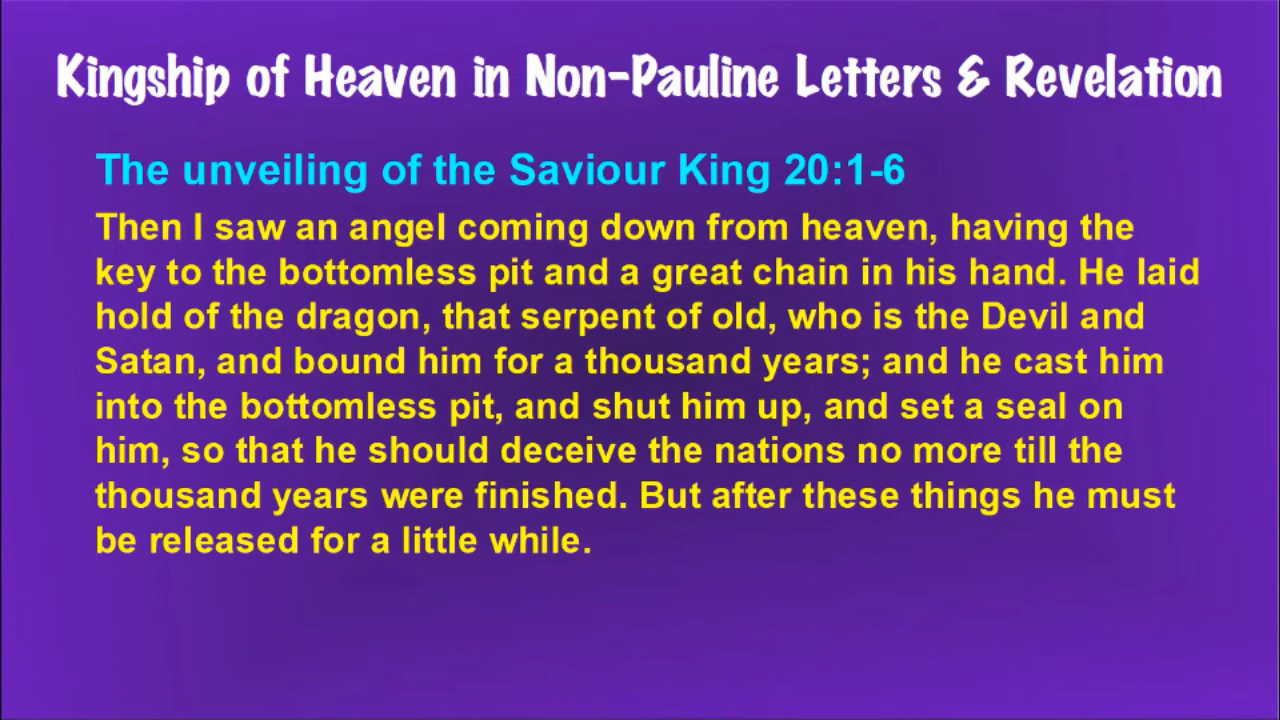 Kingship of Heaven in Non-Pauline Letters & Revelation
The unveiling of the Saviour King 20:1-6
Then I saw an angel coming down from heaven, having the
key to the bottomless pit and a great chain in his hand. He laid
hold of the dragon, that serpent of old, who is the Devil and
Satan, and bound him for a thousand years; and he cast him
into the bottomless pit, and shut him up, and set a seal on
him, so that he should deceive the nations no more till the
thousand years were finished. But after these things he must
be released for a little while.